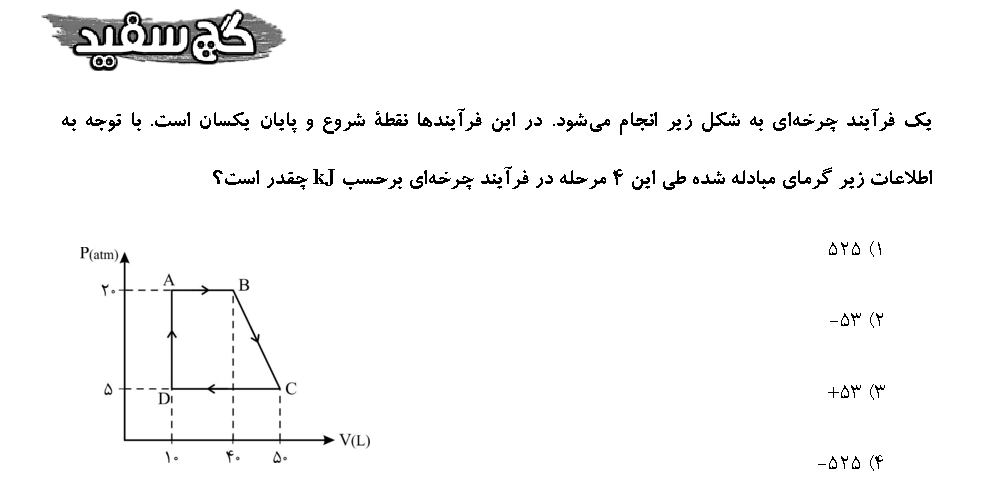 گچ سفید
یک فرآیند چرخه‌ای به شکل زیر انجام می‌شود. در این فرآیندها نقطهٔ شروع و پایان یکسان است. با توجه به
اطلاعات زیر گرمای مبادله شده طی این ۴ مرحله در فرآیند چرخه‌ای برحسب kJ چقدر است؟
۱) ۵۲۵
۲) ۵۳−
۳) ۵۳+
۴) ۵۲۵−
P(atm)
A
B
۲۰
۵
D
C
V(L)
۱۰
۴۰
۵۰